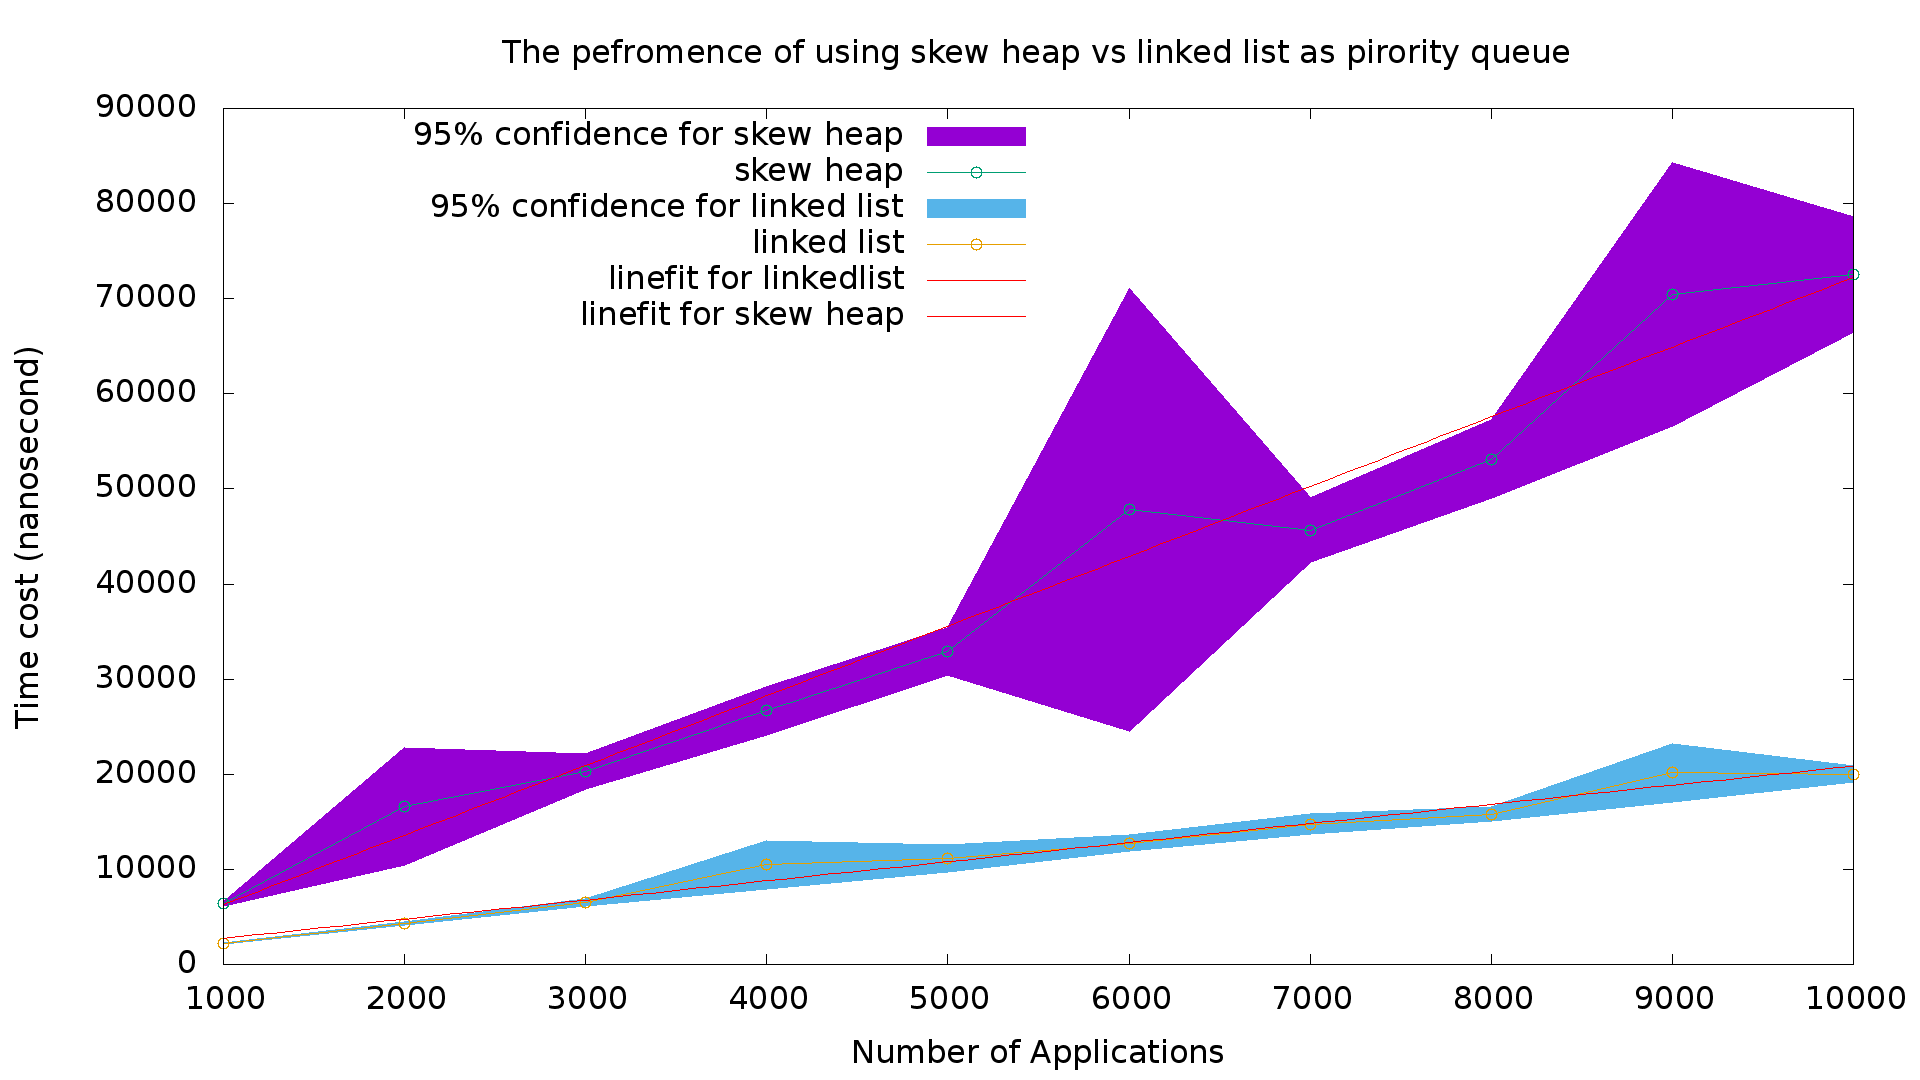 The pefromence of using skew heap vs linked list as pirority queue
90000
80000
70000
60000
50000
40000
30000
20000
10000
0
Time cost (nanosecond)
95% confidence for skew heap
skew heap
95% confidence for linked list
linked list
linefit for linkedlist
linefit for skew heap
1000 2000 3000 4000 5000 6000 7000 8000 9000 10000
Number of Applications